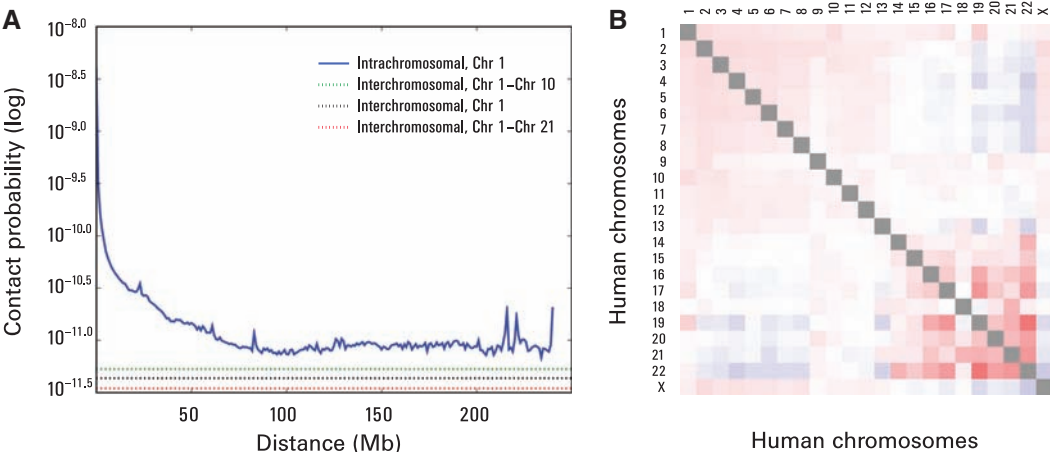 A
Contact probability (log)
10-8.0
10-8.5
10-9.0
10-9.5
10-10.0
10-10.5
10-11.0
10-11.5
50 100 150 200
Distance (Mb)
Intrachromosomal, Chr 1
Interchromosomal, Chr 1–Chr 10
Interchromosomal, Chr 1
Interchromosomal, Chr 1–Chr 21
B
1 2 3 4 5 6 7 8 9 10 11 12 13 14 15 16 17 18 19 20 21 22 X
Human chromosomes
1
2
3
4
5
6
7
8
9
10
11
12
13
14
15
16
17
18
19
20
21
22
X
Human chromosomes